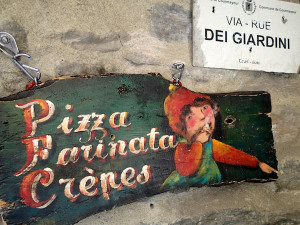 VIA - RUE
DEI GIARDINI
Pizza
Farinata
Crèpes